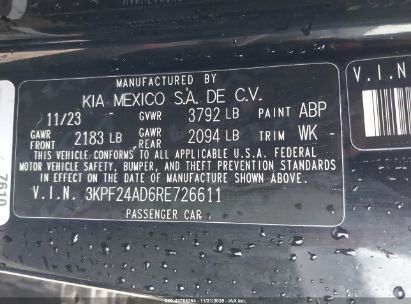 MANUFACTURED BY
KIA MEXICO S.A. DE C.V.
11/23 GVWR 3792 LB PAINT ABP
GAWR FRONT 2183 LB GAWR REAR 2094 LB TRIM WK
THIS VEHICLE CONFORMS TO ALL APPLICABLE U.S.A. FEDERAL
MOTOR VEHICLE SAFETY, BUMPER, AND THEFT PREVENTION STANDARDS
IN EFFECT ON THE DATE OF MANUFACTURE SHOWN ABOVE.
V.I.N. 3KPF24AD6RE726611
PASSENGER CAR
V.I.N
7610